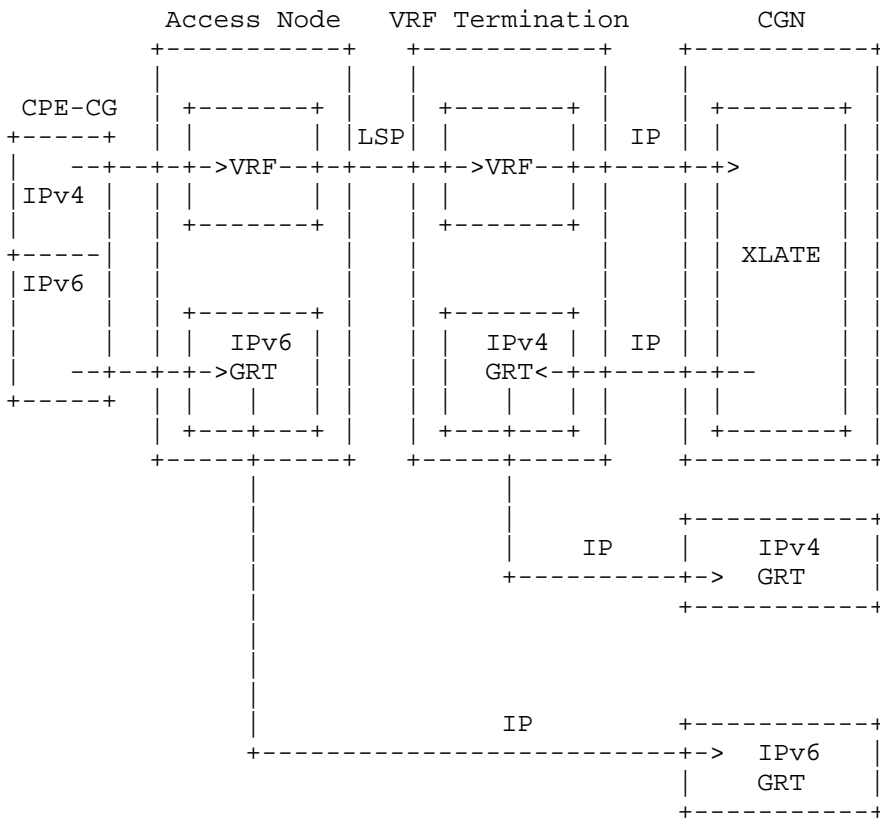 Access Node VRF Termination CGN
CPE-CG
LSP IP
VRF VRF
IPv4
XLATE
IPv6
IPv6 IPv4 IP
GRT GRT
IP IPv4
GRT
IP
IPv6
GRT